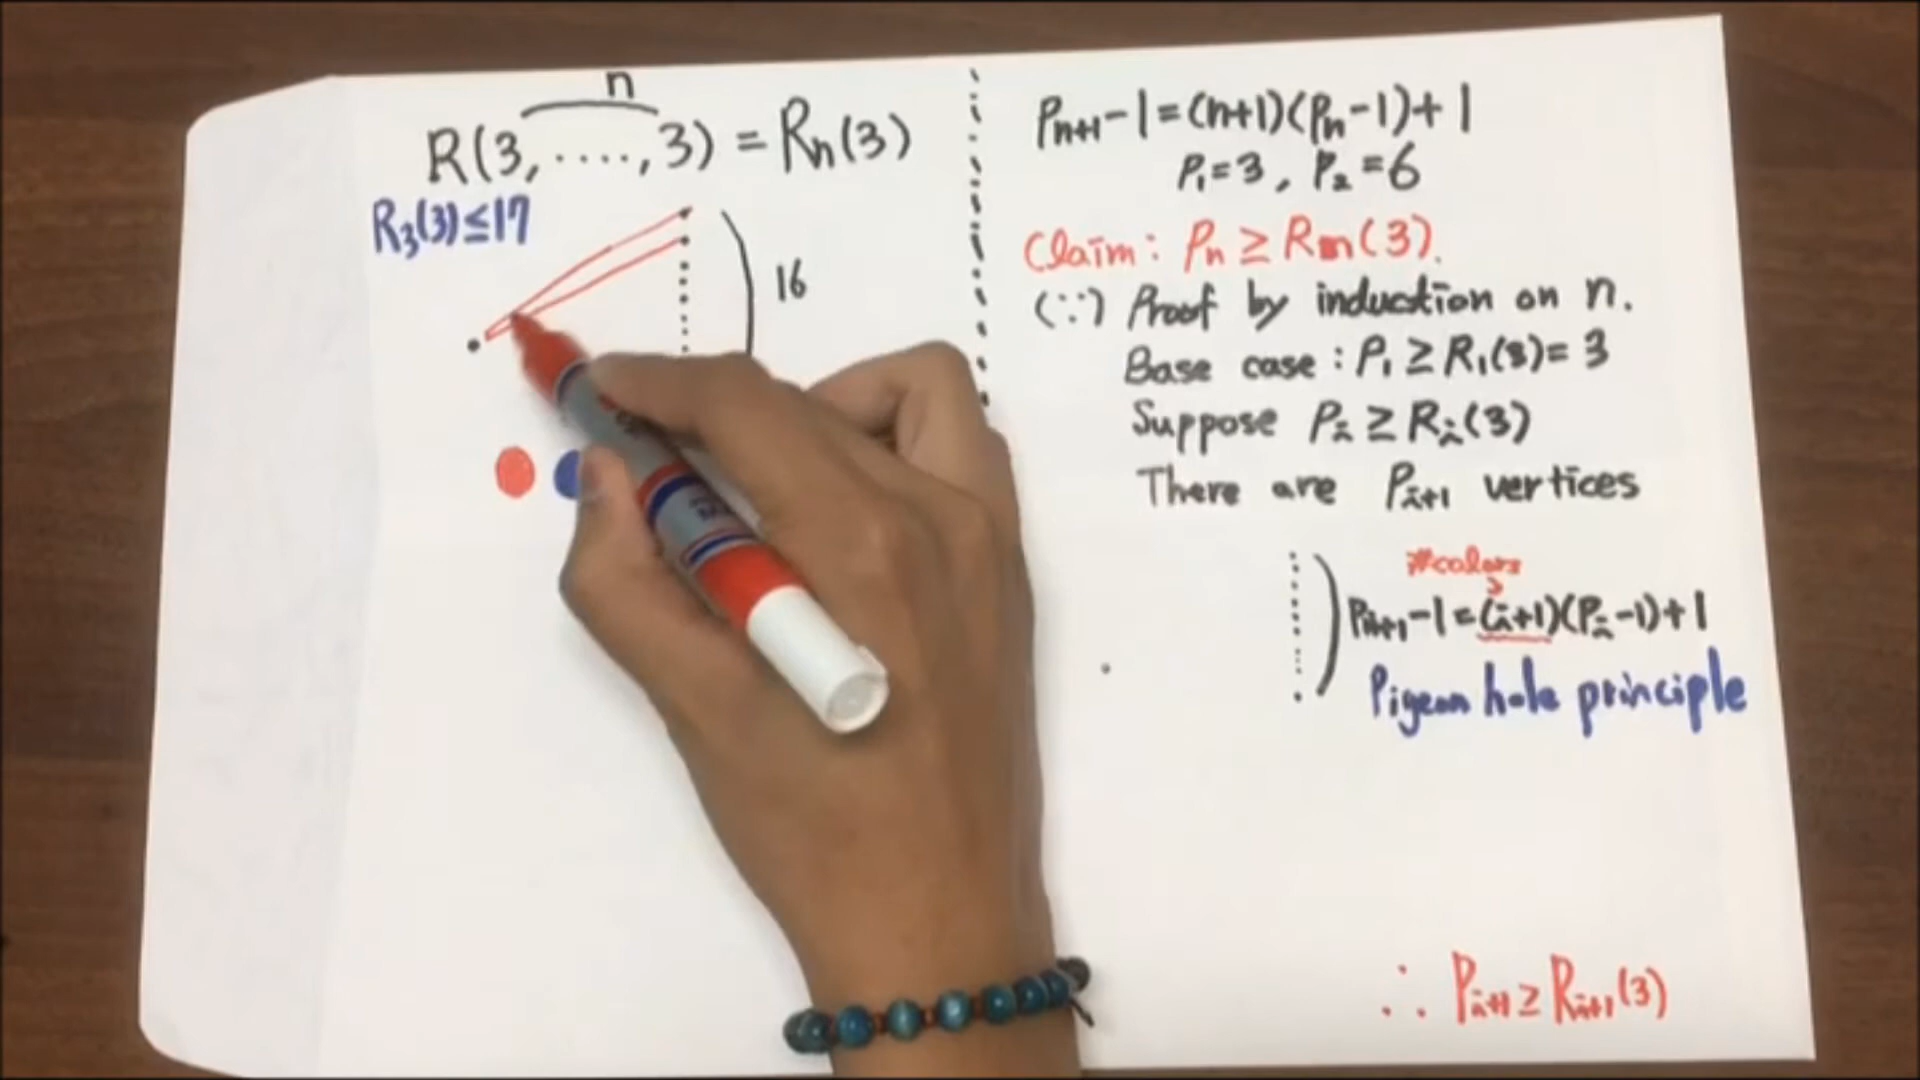 n
R(3, ‥‥, 3) = Rn(3)
R3(3) ≤ 17
16
Pn+1 - 1 = (n+1)(Pn - 1) + 1
P1 = 3, P2 = 6
Claim : Pn ≥ Rn(3).
(∵) Proof by induction on n.
Base case : P1 ≥ R1(3) = 3
Suppose Pi ≥ Ri(3)
There are Pi+1 vertices
#colors
Pi+1 - 1 = (i+1)(Pi - 1) + 1
Pigeon hole principle
∴ Pi+1 ≥ Ri+1(3)